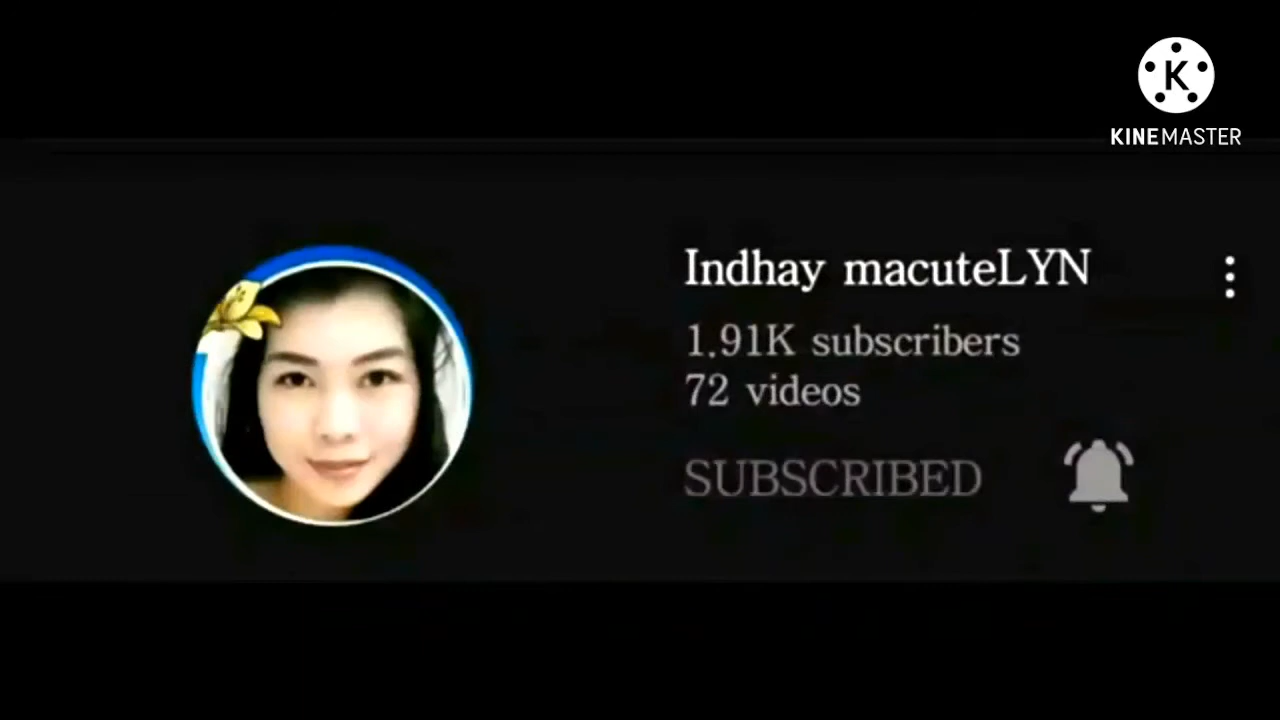 K
KINEMASTER
Indhay macuteLYN
1.91K subscribers
72 videos
SUBSCRIBED